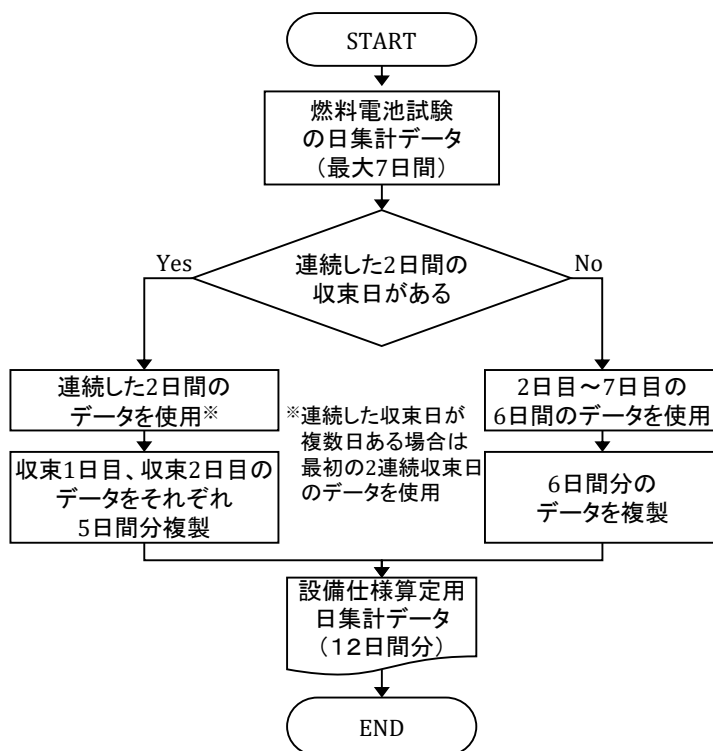 START
燃料電池試験
の日集計データ
（最大7日間）
連続した2日間の
収束日がある
Yes
No
連続した2日間の
データを使用※
収束1日目、収束2日目の
データをそれぞれ
5日間分複製
※連続した収束日が
複数日ある場合は
最初の2連続収束日
のデータを使用
2日目～7日目の
6日間のデータを使用
6日間分の
データを複製
設備仕様算定用
日集計データ
（１２日間分）
END